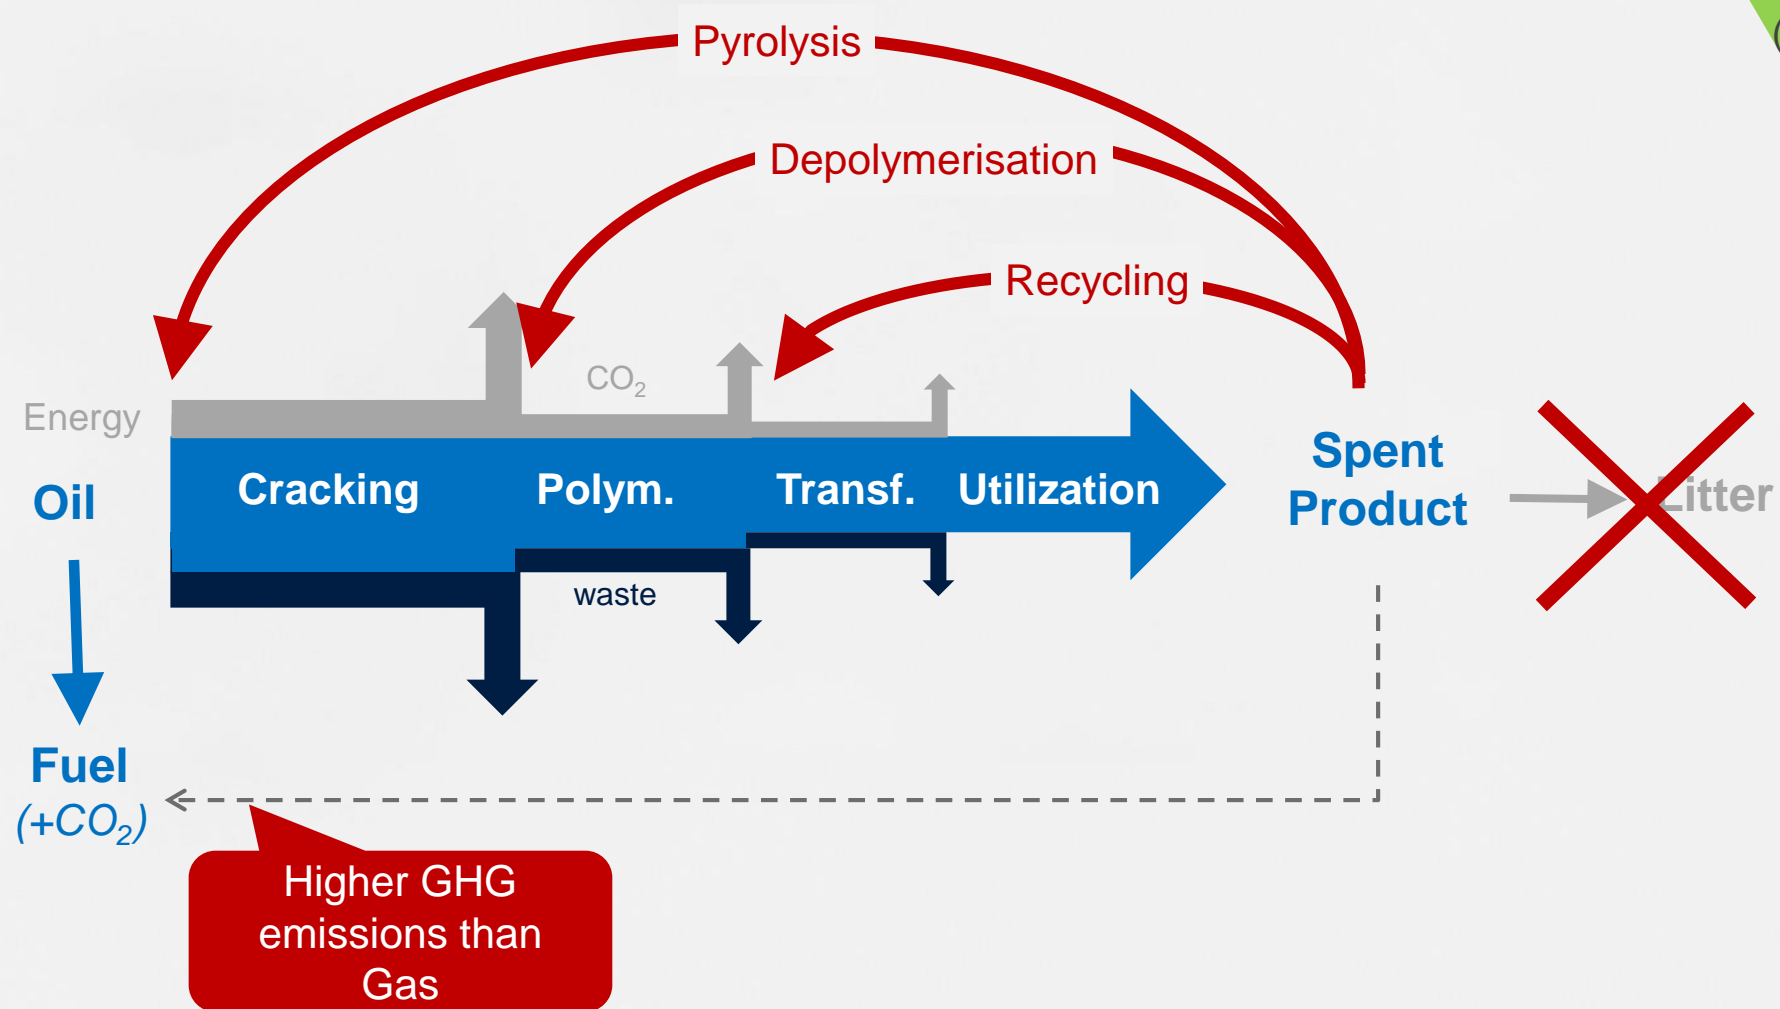 Pyrolysis
Depolymerisation
Recycling
CO₂
Energy
Oil
Cracking
Polym.
Transf.
Utilization
Spent
Product
Litter
waste
Fuel
(+CO₂)
Higher GHG
emissions than
Gas